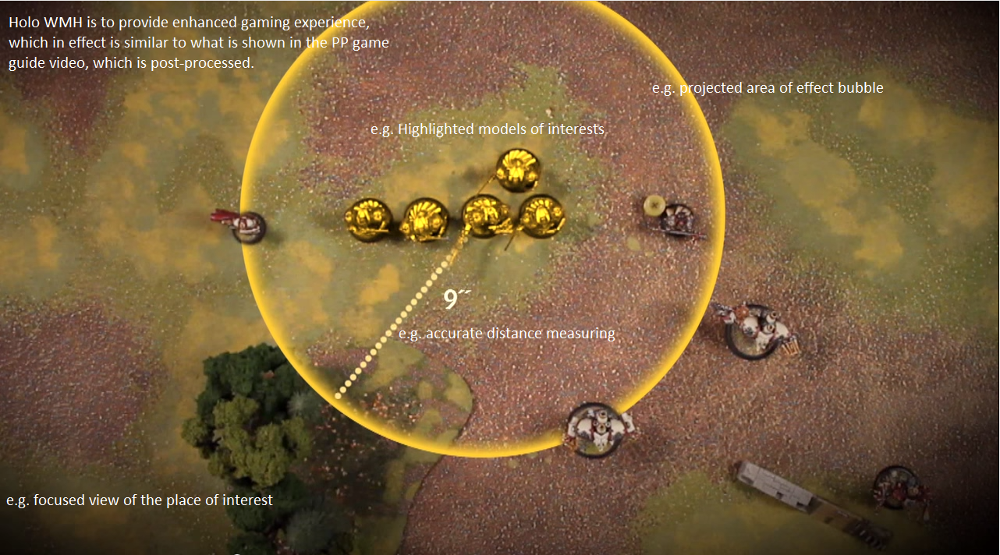 Holo WMH is to provide enhanced gaming experience,
which in effect is similar to what is shown in the PP game
guide video, which is post-processed.
e.g. projected area of effect bubble
e.g. Highlighted models of interests
9˝
e.g. accurate distance measuring
e.g. focused view of the place of interest